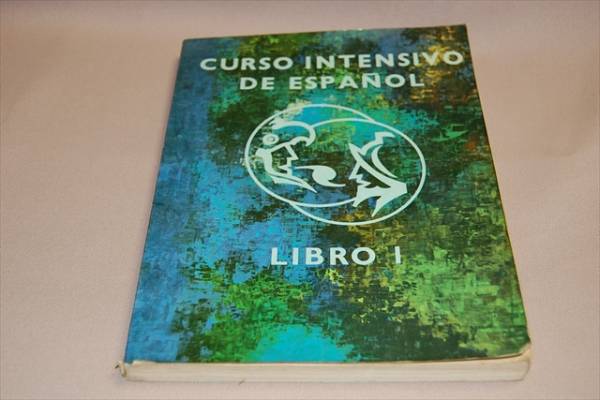 CURSO INTENSIVO
DE ESPAÑOL
LIBRO I